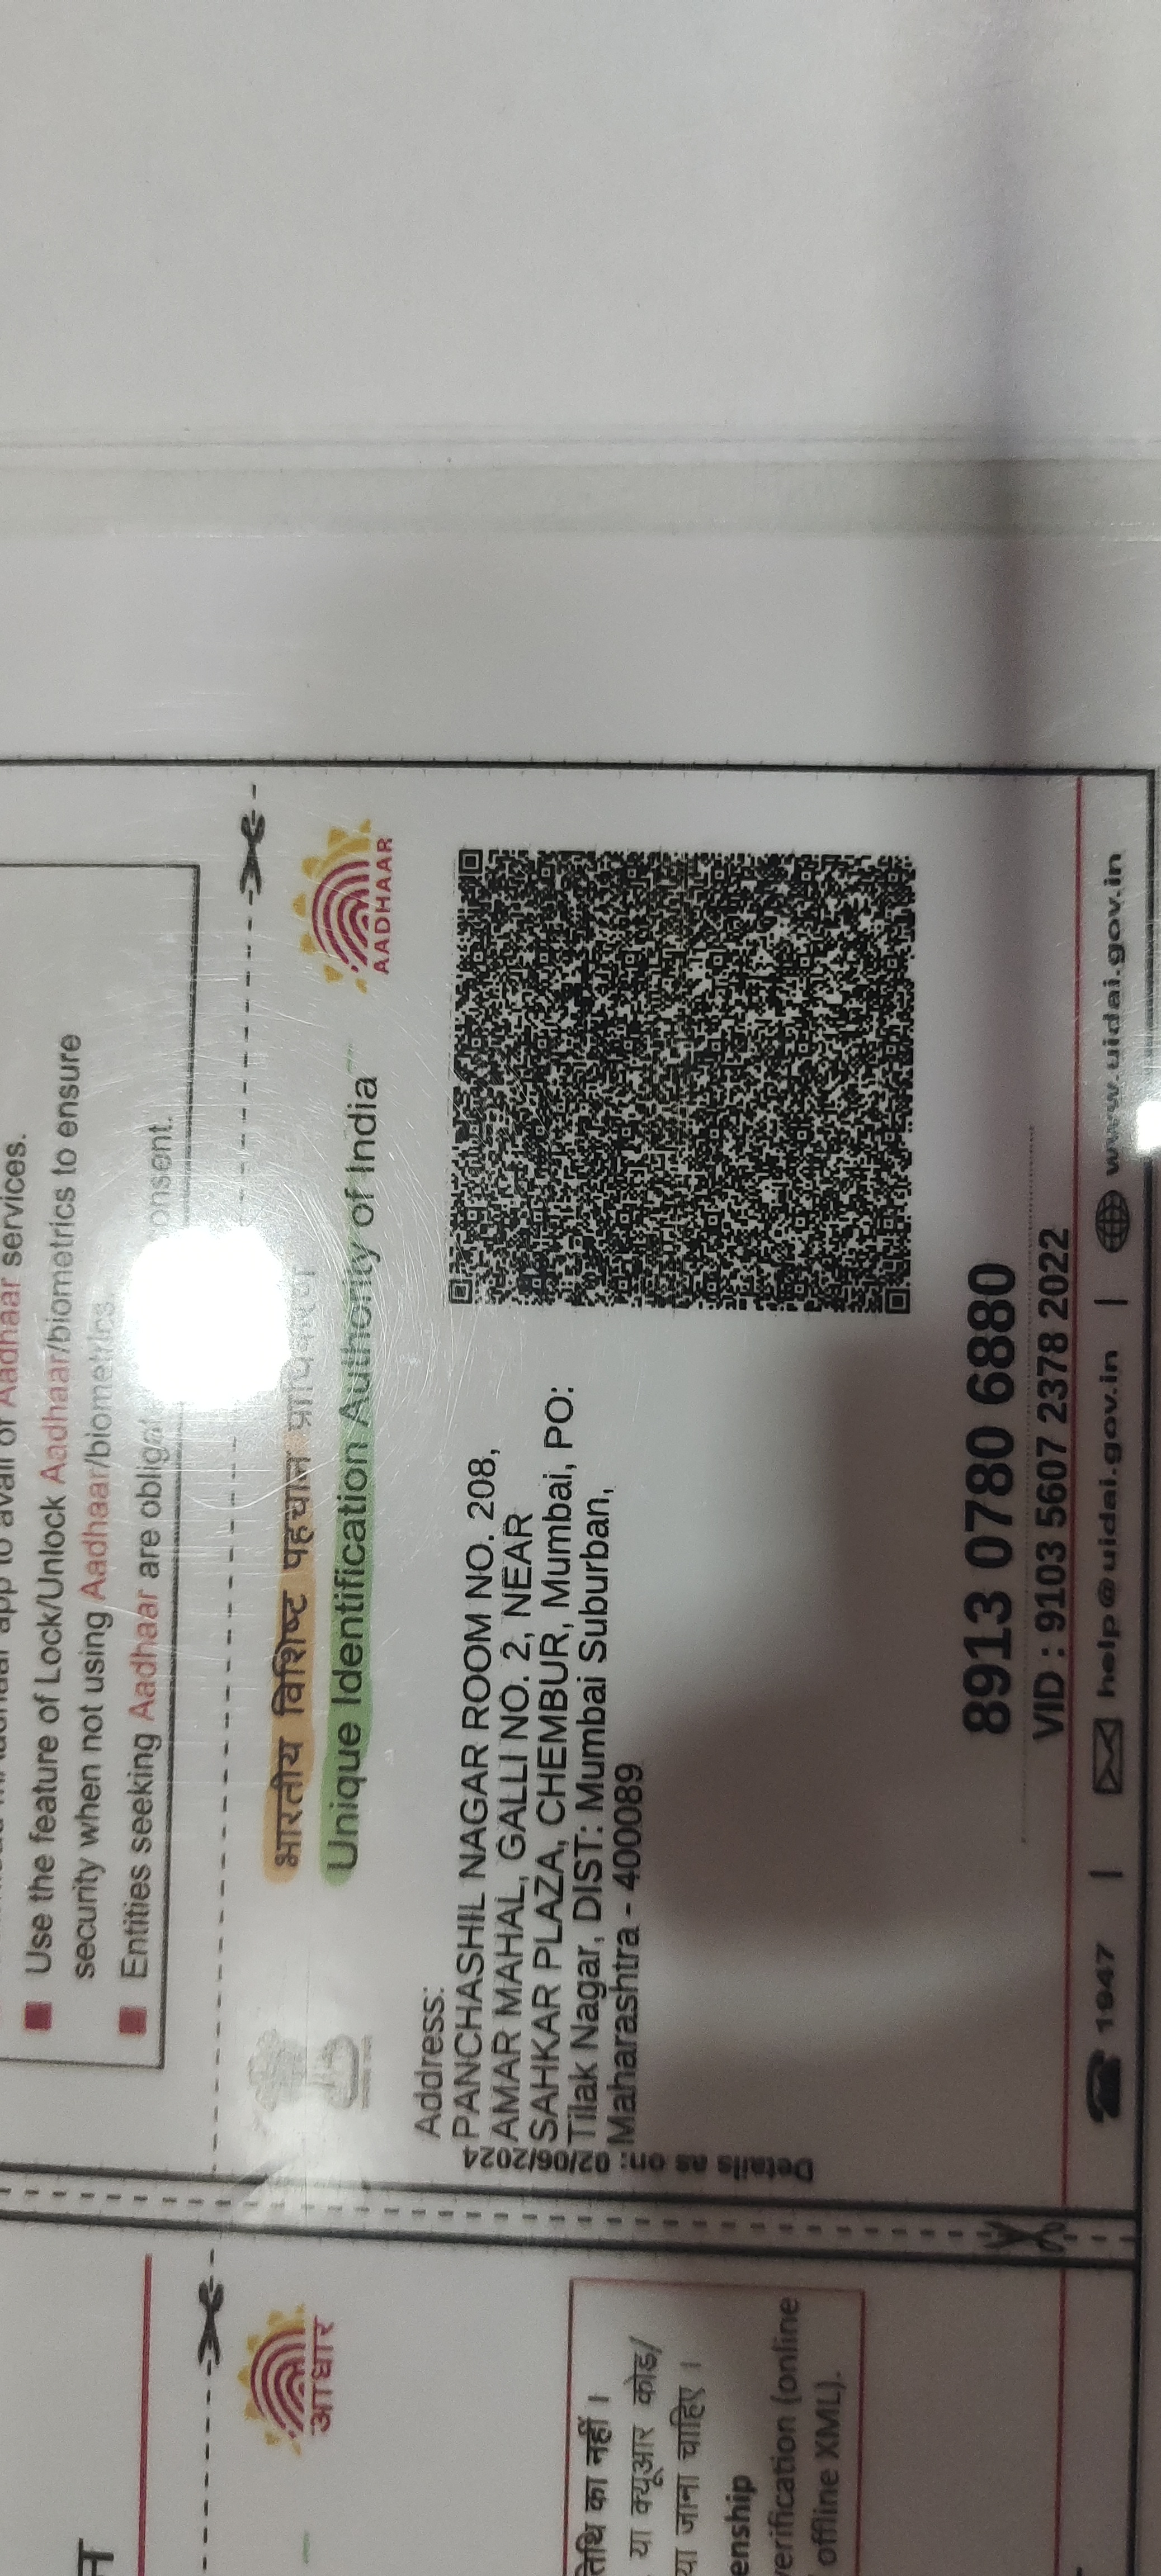 services.
Use the feature of Lock/Unlock Aadhaar/biometrics to ensure
security when not using Aadhaar/biometrics.
Entities seeking Aadhaar are onsent.
भारतीय विशिष्ट पहचान प्राधिकरण
Unique Identification Authority of India
AADHAAR
Address:
PANCHASHIL NAGAR ROOM NO. 208,
AMAR MAHAL, GALLI NO. 2, NEAR
SAHKAR PLAZA, CHEMBUR, Mumbai, PO:
Tilak Nagar, DIST: Mumbai Suburban,
Maharashtra - 400089
Details as on: 02/06/2024
8913 0780 6880
VID : 9103 5607 2378 2022
1947 | help@uidai.gov.in | www.uidai.gov.in
आधार
तिथि का नहीं ।
या क्यूआर कोड/
या जाना चाहिए ।
enship
erification (online
offline XML).